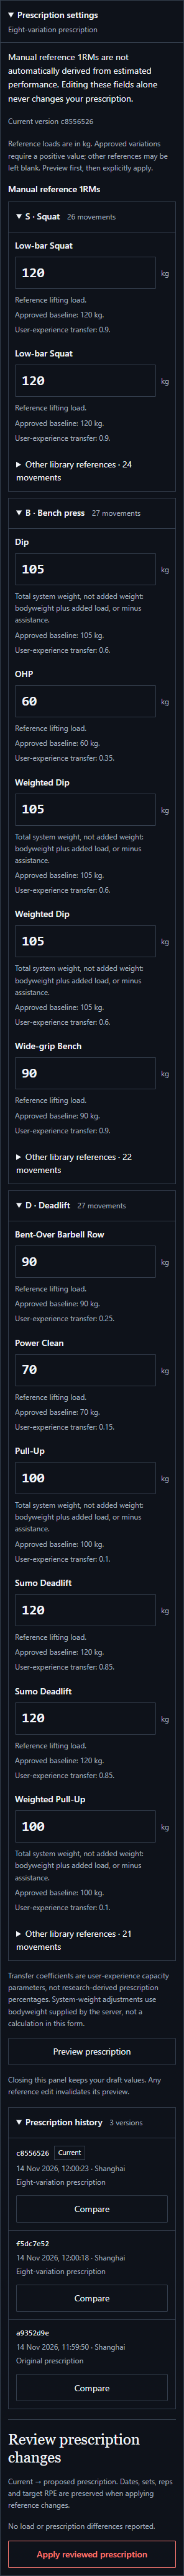 ▼ Prescription settings
Eight-variation prescription
Manual reference 1RMs are not
automatically derived from estimated
performance. Editing these fields alone
never changes your prescription.
Current version c8556526
Reference loads are in kg. Approved variations
require a positive value; other references may be
left blank. Preview first, then explicitly apply.
Manual reference 1RMs
▼ S · Squat 26 movements
Low-bar Squat
120 kg
Reference lifting load.
Approved baseline: 120 kg.
User-experience transfer: 0.9.
Low-bar Squat
120 kg
Reference lifting load.
Approved baseline: 120 kg.
User-experience transfer: 0.9.
▶ Other library references · 24
movements
▼ B · Bench press 27 movements
Dip
105 kg
Total system weight, not added weight:
bodyweight plus added load, or minus
assistance.
Approved baseline: 105 kg.
User-experience transfer: 0.6.
OHP
60 kg
Reference lifting load.
Approved baseline: 60 kg.
User-experience transfer: 0.35.
Weighted Dip
105 kg
Total system weight, not added weight:
bodyweight plus added load, or minus
assistance.
Approved baseline: 105 kg.
User-experience transfer: 0.6.
Weighted Dip
105 kg
Total system weight, not added weight:
bodyweight plus added load, or minus
assistance.
Approved baseline: 105 kg.
User-experience transfer: 0.6.
Wide-grip Bench
90 kg
Reference lifting load.
Approved baseline: 90 kg.
User-experience transfer: 0.9.
▶ Other library references · 22
movements
▼ D · Deadlift 27 movements
Bent-Over Barbell Row
90 kg
Reference lifting load.
Approved baseline: 90 kg.
User-experience transfer: 0.25.
Power Clean
70 kg
Reference lifting load.
Approved baseline: 70 kg.
User-experience transfer: 0.15.
Pull-Up
100 kg
Total system weight, not added weight:
bodyweight plus added load, or minus
assistance.
Approved baseline: 100 kg.
User-experience transfer: 0.1.
Sumo Deadlift
120 kg
Reference lifting load.
Approved baseline: 120 kg.
User-experience transfer: 0.85.
Sumo Deadlift
120 kg
Reference lifting load.
Approved baseline: 120 kg.
User-experience transfer: 0.85.
Weighted Pull-Up
100 kg
Total system weight, not added weight:
bodyweight plus added load, or minus
assistance.
Approved baseline: 100 kg.
User-experience transfer: 0.1.
▶ Other library references · 21
movements
Transfer coefficients are user-experience capacity
parameters, not research-derived prescription
percentages. System-weight adjustments use
bodyweight supplied by the server, not a
calculation in this form.
Preview prescription
Closing this panel keeps your draft values. Any
reference edit invalidates its preview.
▼ Prescription history 3 versions
c8556526 Current
14 Nov 2026, 12:00:23 · Shanghai
Eight-variation prescription
Compare
f5dc7e52
14 Nov 2026, 12:00:18 · Shanghai
Eight-variation prescription
Compare
a9352d9e
14 Nov 2026, 11:59:50 · Shanghai
Original prescription
Compare
Review prescription
changes
Current → proposed prescription. Dates, sets, reps
and target RPE are preserved when applying
reference changes.
No load or prescription differences reported.
Apply reviewed prescription